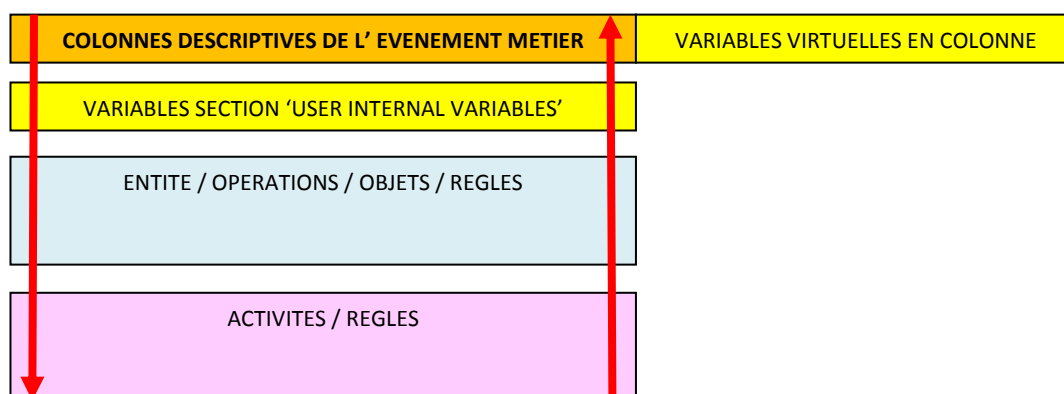 COLONNES DESCRIPTIVES DE L’ EVENEMENT METIER
VARIABLES VIRTUELLES EN COLONNE
VARIABLES SECTION ‘USER INTERNAL VARIABLES’
ENTITE / OPERATIONS / OBJETS / REGLES
ACTIVITES / REGLES